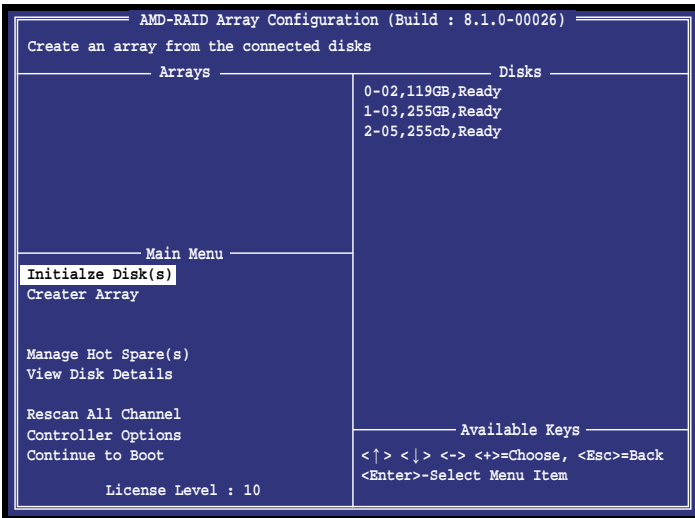 AMD-RAID Array Configuration (Build : 8.1.0-00026)
Create an array from the connected disks
Arrays
Disks
0-02,119GB,Ready
1-03,255GB,Ready
2-05,255cb,Ready
Main Menu
Initialze Disk(s)
Creater Array
Manage Hot Spare(s)
View Disk Details
Rescan All Channel
Controller Options
Continue to Boot
License Level : 10
Available Keys
<↑> <↓> <-> <+>=Choose, <Esc>=Back
<Enter>-Select Menu Item